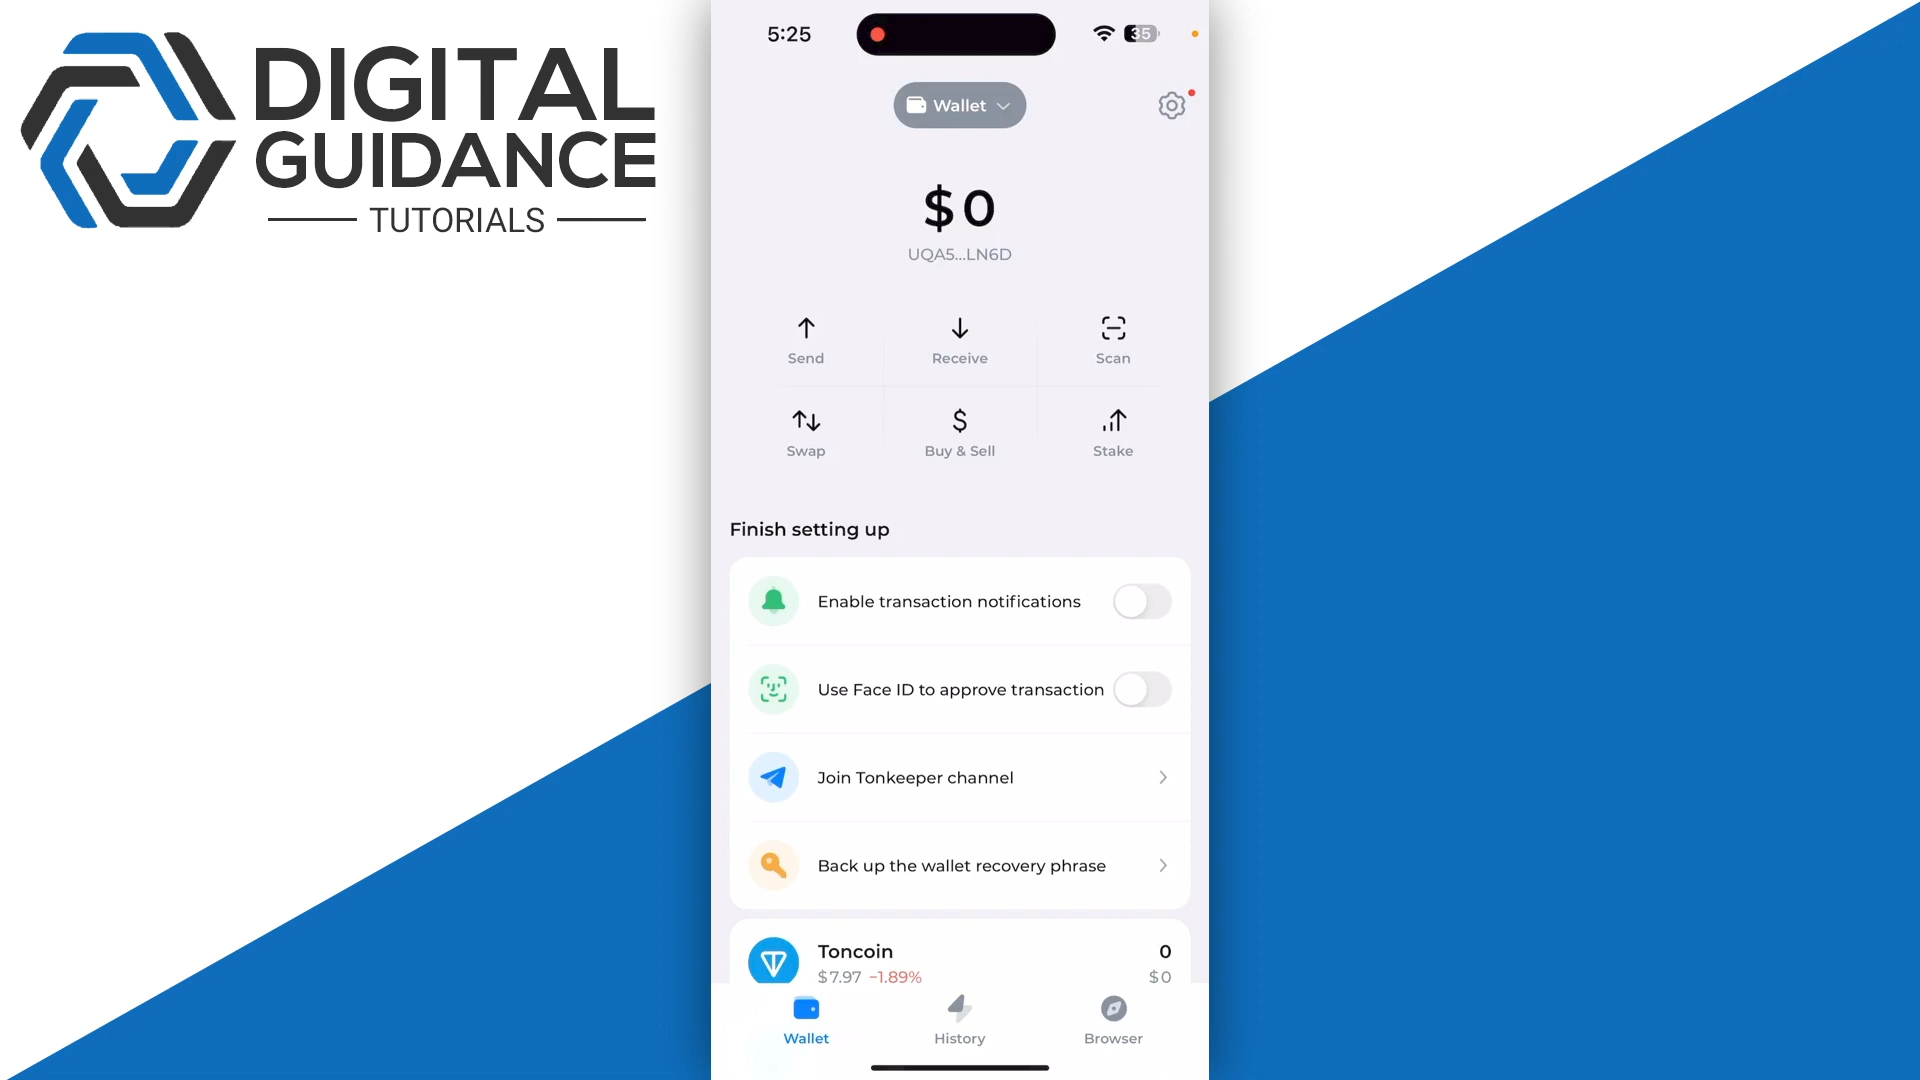 DIGITAL
GUIDANCE
TUTORIALS
5:25
35
Wallet
$0
UQA5...LN6D
Send
Receive
Scan
Swap
Buy & Sell
Stake
Finish setting up
Enable transaction notifications
Use Face ID to approve transaction
Join Tonkeeper channel
Back up the wallet recovery phrase
Toncoin 0
$7.97 −1.89% $0
Wallet
History
Browser